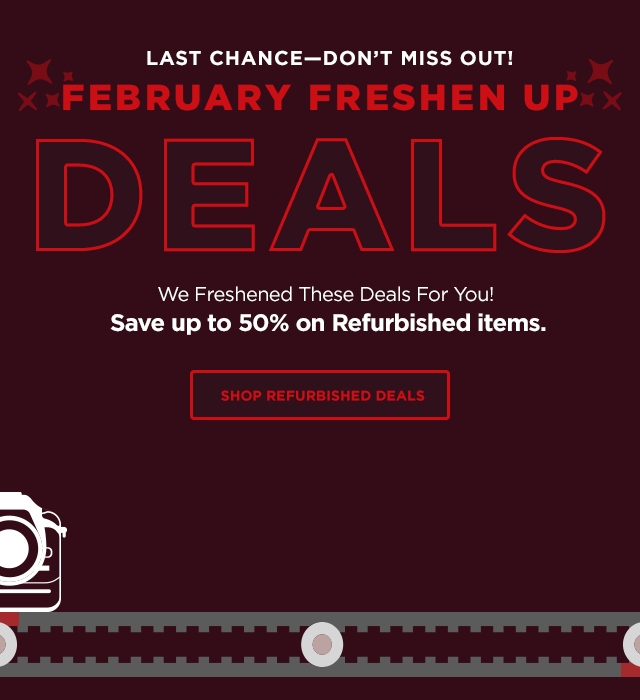 LAST CHANCE—DON’T MISS OUT!
FEBRUARY FRESHEN UP
DEALS
We Freshened These Deals For You!
Save up to 50% on Refurbished items.
SHOP REFURBISHED DEALS